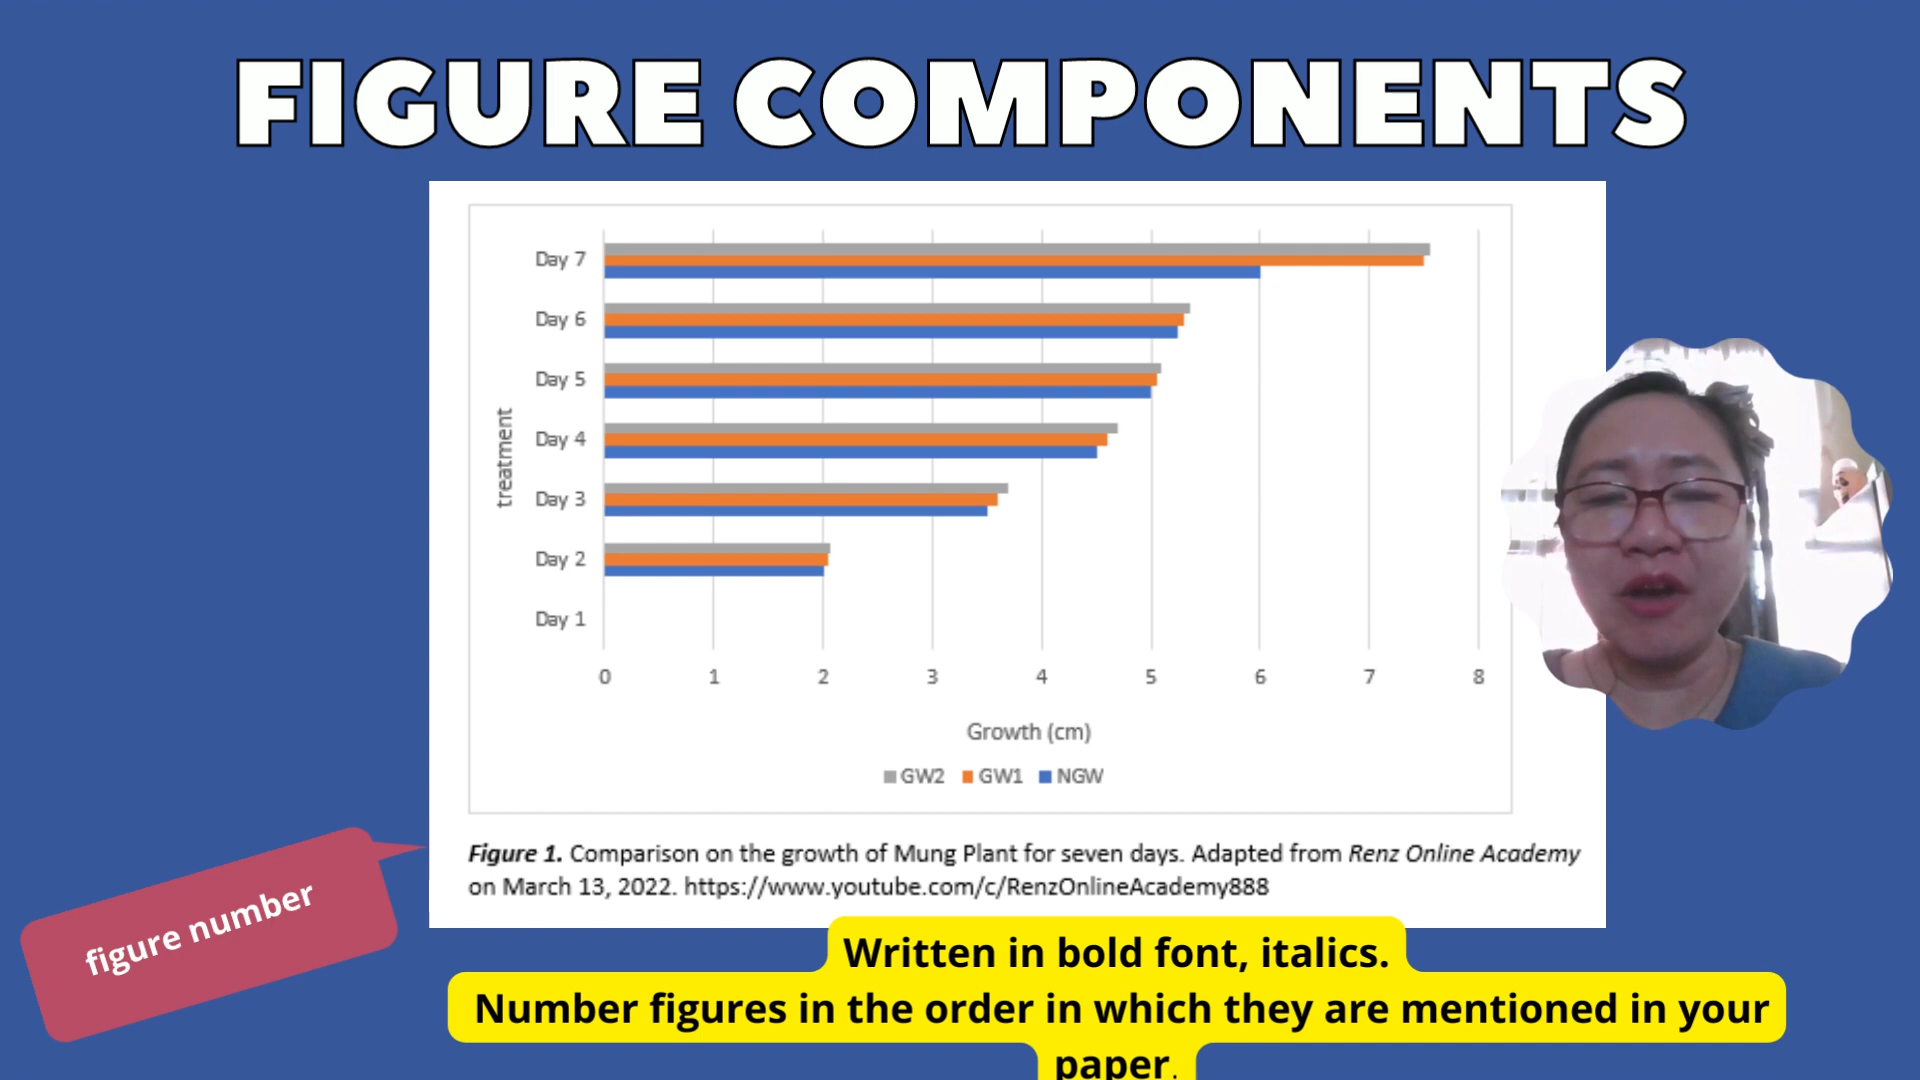 FIGURE COMPONENTS
Day 7
Day 6
Day 5
Day 4
Day 3
Day 2
Day 1
treatment
0 1 2 3 4 5 6 7 8
Growth (cm)
GW2 GW1 NGW
Figure 1. Comparison on the growth of Mung Plant for seven days. Adapted from Renz Online Academy
on March 13, 2022. https://www.youtube.com/c/RenzOnlineAcademy888
figure number
Written in bold font, italics.
Number figures in the order in which they are mentioned in your
paper.